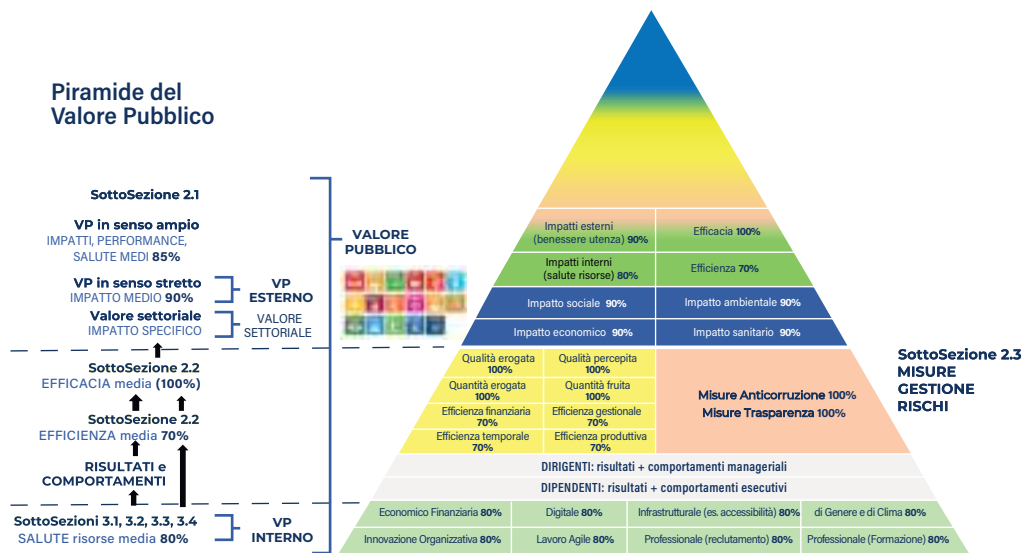 Piramide del
Valore Pubblico
SottoSezione 2.1
VP in senso ampio
IMPATTI, PERFORMANCE,
SALUTE MEDI 85%
VP in senso stretto
IMPATTO MEDIO 90%
Valore settoriale
IMPATTO SPECIFICO
SottoSezione 2.2
EFFICACIA media (100%)
SottoSezione 2.2
EFFICIENZA media 70%
RISULTATI e
COMPORTAMENTI
SottoSezioni 3.1, 3.2, 3.3, 3.4
SALUTE risorse media 80%
VP
ESTERNO
VALORE
SETTORIALE
VP
INTERNO
VALORE
PUBBLICO
Impatti esterni
(benessere utenza) 90%
Efficacia 100%
Impatti interni
(salute risorse) 80%
Efficienza 70%
Impatto sociale 90%
Impatto ambientale 90%
Impatto economico 90%
Impatto sanitario 90%
Qualità erogata
100%
Qualità percepita
100%
Quantità erogata
100%
Quantità fruita
100%
Efficienza finanziaria
70%
Efficienza gestionale
70%
Efficienza temporale
70%
Efficienza produttiva
70%
Misure Anticorruzione 100%
Misure Trasparenza 100%
DIRIGENTI: risultati + comportamenti manageriali
DIPENDENTI: risultati + comportamenti esecutivi
Economico Finanziaria 80%
Digitale 80%
Infrastrutturale (es. accessibilità) 80%
di Genere e di Clima 80%
Innovazione Organizzativa 80%
Lavoro Agile 80%
Professionale (reclutamento) 80%
Professionale (Formazione) 80%
SottoSezione 2.3
MISURE
GESTIONE
RISCHI